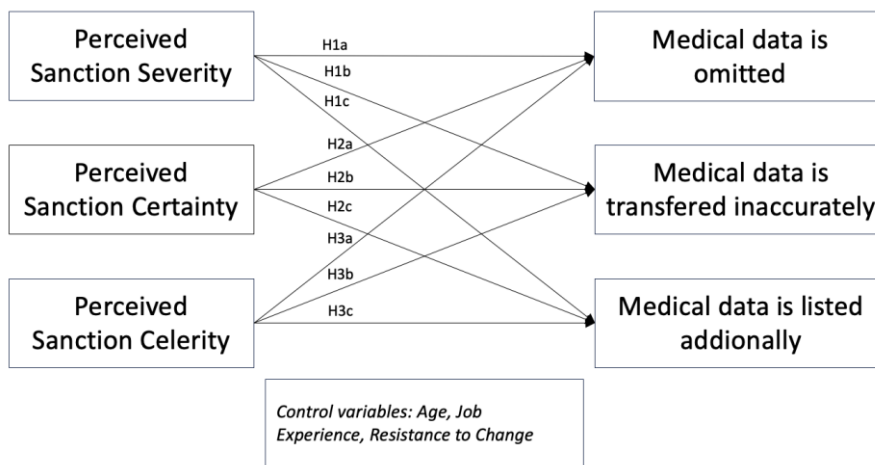 Perceived
Sanction Severity
H1a
H1b
H1c
Medical data is
omitted
Perceived
Sanction Certainty
H2a
H2b
H2c
Medical data is
transfered inaccurately
Perceived
Sanction Celerity
H3a
H3b
H3c
Medical data is listed
addionally
Control variables: Age, Job
Experience, Resistance to Change